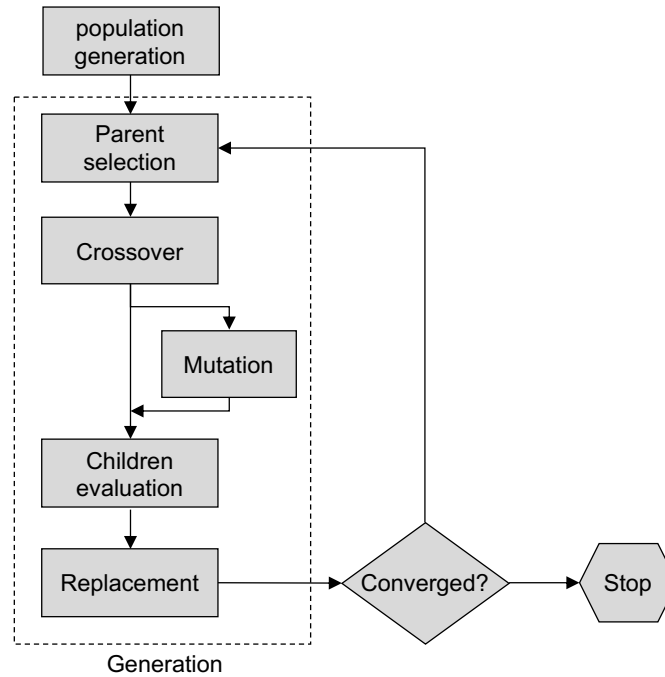 population
generation
Parent
selection
Crossover
Mutation
Children
evaluation
Replacement
Converged?
Stop
Generation